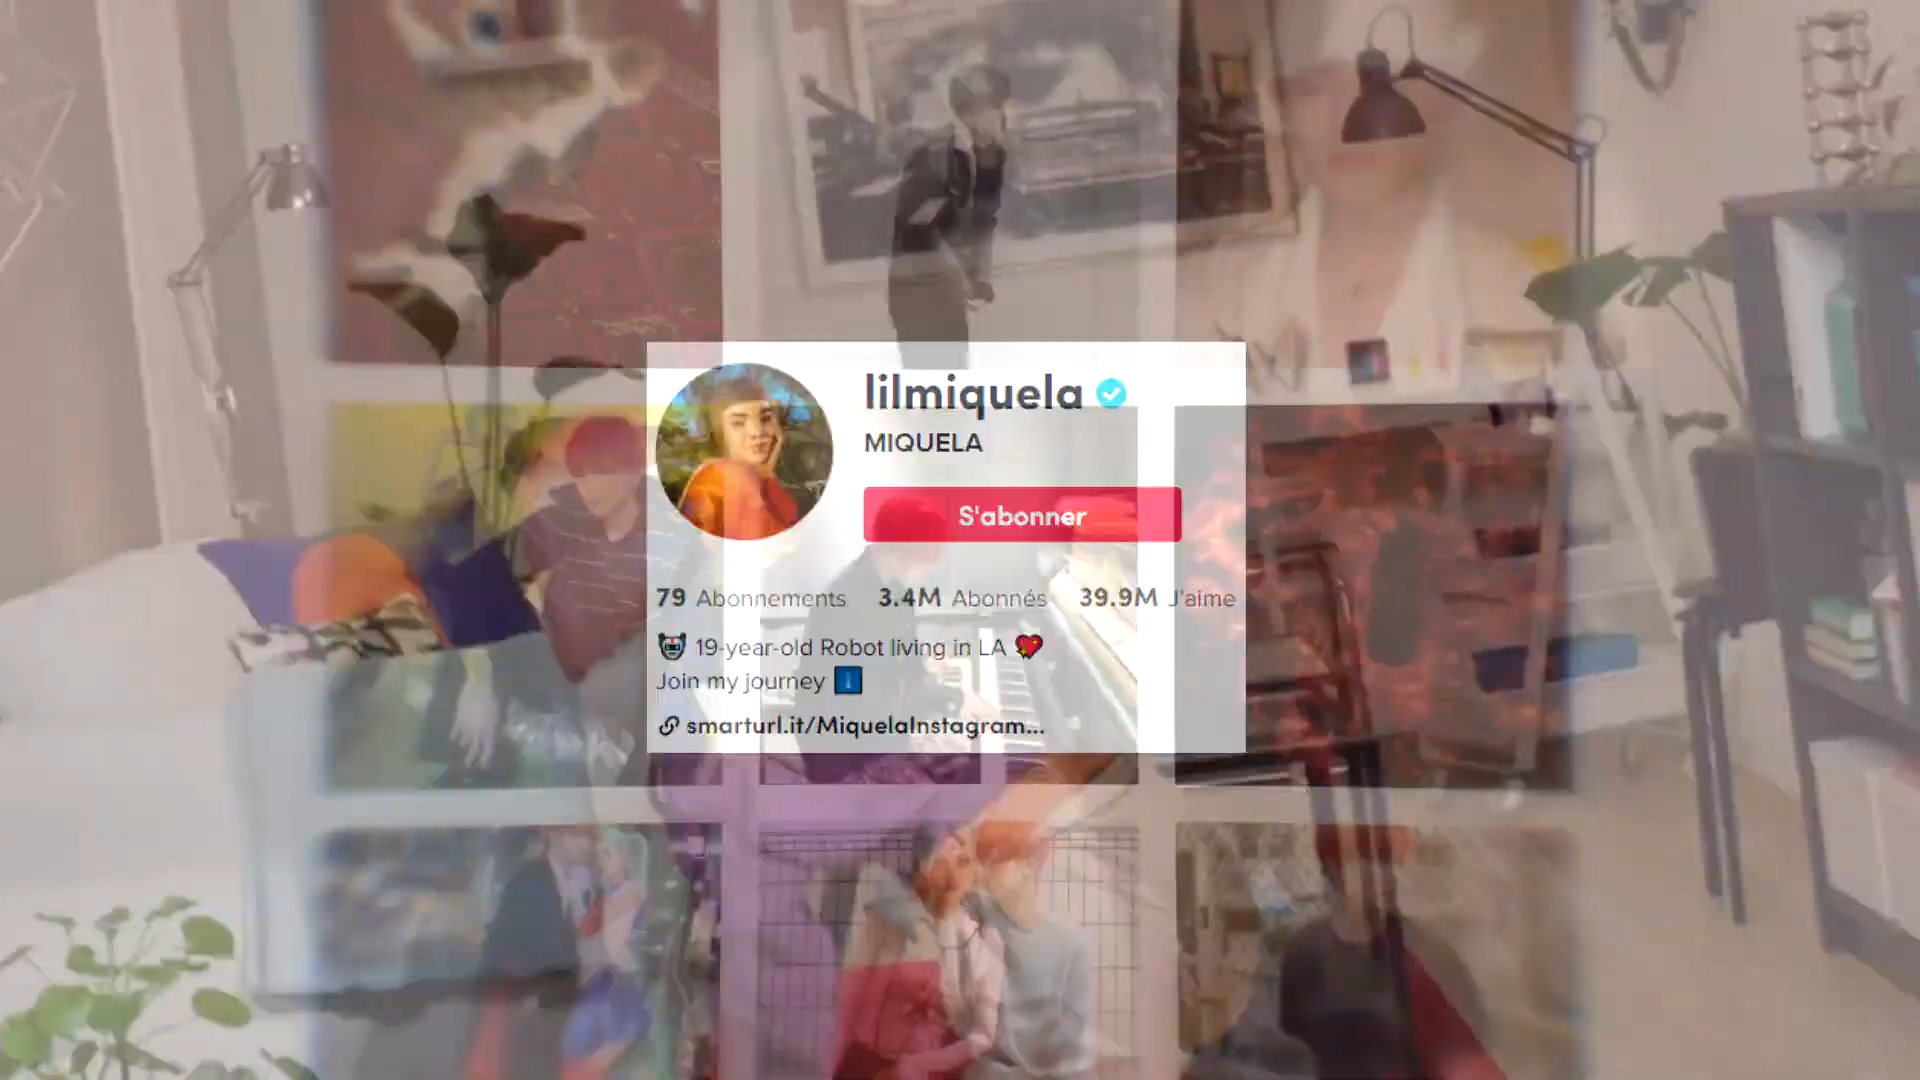 lilmiquela
MIQUELA
S'abonner
79 Abonnements 3.4M Abonnés 39.9M J'aime
19-year-old Robot living in LA 💖
Join my journey
smarturl.it/MiquelaInstagram...